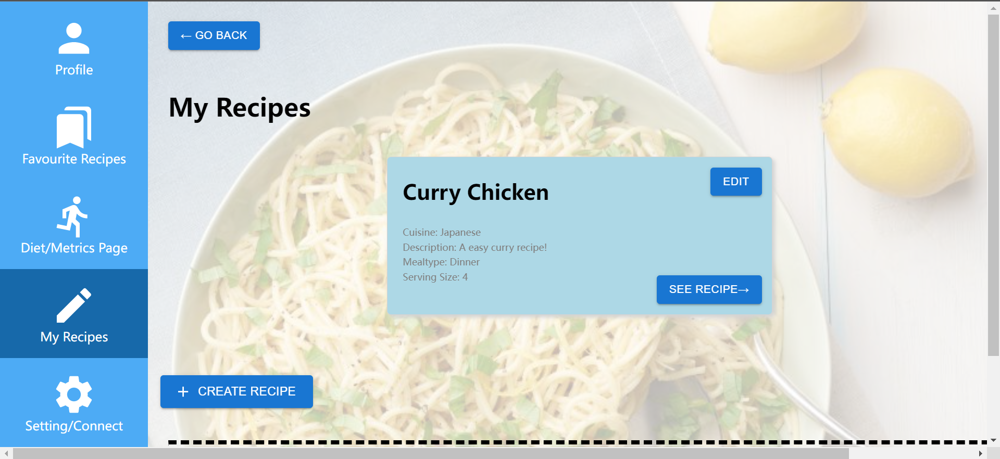 Profile
Favourite Recipes
Diet/Metrics Page
My Recipes
Setting/Connect
← GO BACK
My Recipes
Curry Chicken
EDIT
Cuisine: Japanese
Description: A easy curry recipe!
Mealtype: Dinner
Serving Size: 4
SEE RECIPE→
+ CREATE RECIPE